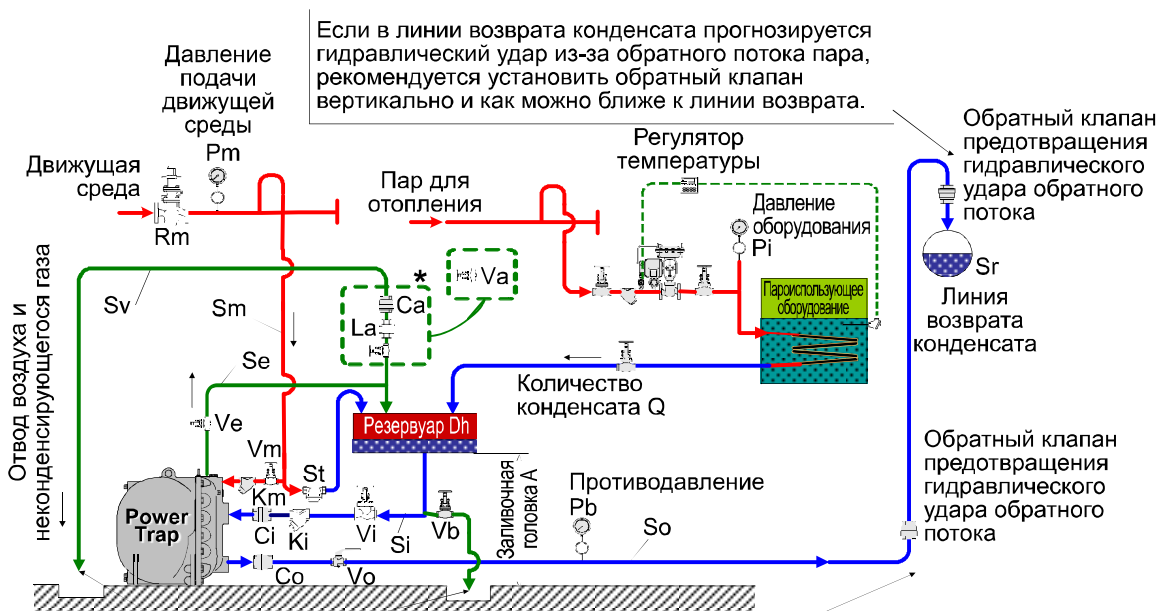 Если в линии возврата конденсата прогнозируется
гидравлический удар из-за обратного потока пара,
рекомендуется установить обратный клапан
вертикально и как можно ближе к линии возврата.
Давление
подачи
движущей
среды
Pm
Движущая
среда
Rm
Пар для
отопления
Регулятор
температуры
Давление
оборудования
Pi
Обратный клапан
предотвращения
гидравлического
удара обратного
потока
Sr
Линия
возврата
конденсата
Пароиспользующее
оборудование
*
Va
Ca
La
Sv
Sm
Se
Ve
Отвод воздуха и
неконденсирующегося газа
Количество
конденсата Q
Резервуар Dh
Vm
St
Km
Power
Trap
Ci
Ki
Vi
Si
Vb
Заливочная
головка A
Противодавление
Pb
So
Co
Vo
Обратный клапан
предотвращения
гидравлического
удара обратного
потока